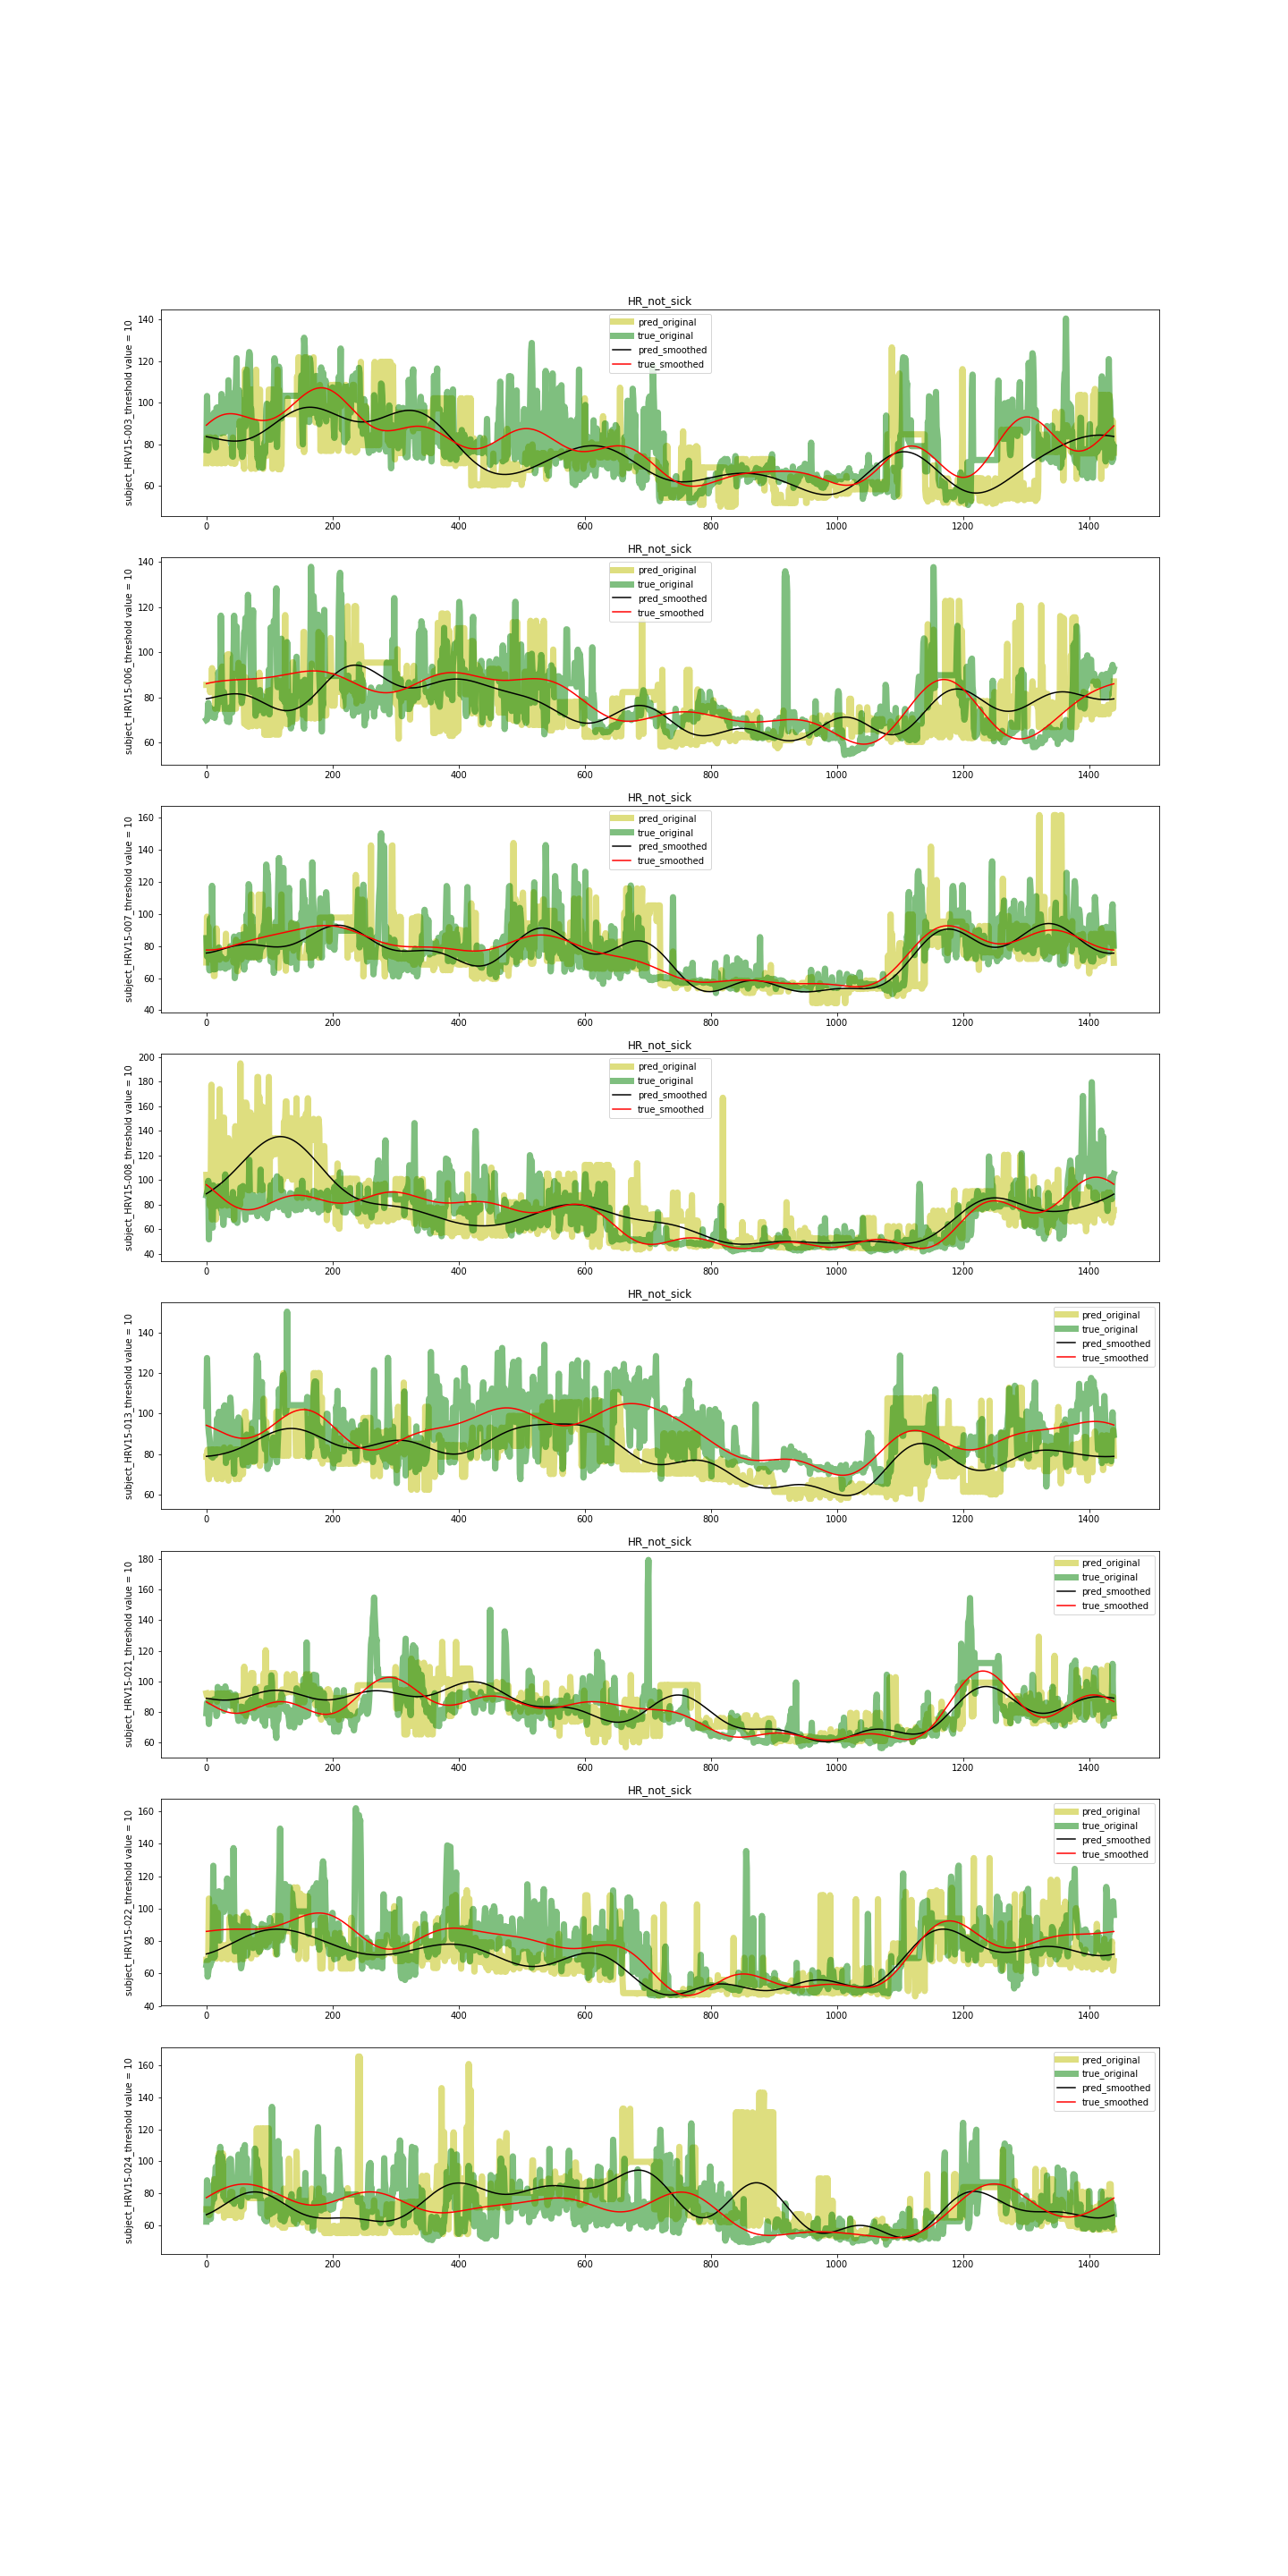 HR_not_sick
subject_HRV15-003_threshold value = 10
140
120
100
80
60
pred_original
true_original
pred_smoothed
true_smoothed
0 200 400 600 800 1000 1200 1400
HR_not_sick
subject_HRV15-006_threshold value = 10
140
120
100
80
60
pred_original
true_original
pred_smoothed
true_smoothed
0 200 400 600 800 1000 1200 1400
HR_not_sick
subject_HRV15-007_threshold value = 10
160
140
120
100
80
60
40
pred_original
true_original
pred_smoothed
true_smoothed
0 200 400 600 800 1000 1200 1400
HR_not_sick
subject_HRV15-008_threshold value = 10
200
180
160
140
120
100
80
60
40
pred_original
true_original
pred_smoothed
true_smoothed
0 200 400 600 800 1000 1200 1400
HR_not_sick
subject_HRV15-013_threshold value = 10
140
120
100
80
60
pred_original
true_original
pred_smoothed
true_smoothed
0 200 400 600 800 1000 1200 1400
HR_not_sick
subject_HRV15-021_threshold value = 10
180
160
140
120
100
80
60
pred_original
true_original
pred_smoothed
true_smoothed
0 200 400 600 800 1000 1200 1400
HR_not_sick
subject_HRV15-022_threshold value = 10
160
140
120
100
80
60
40
pred_original
true_original
pred_smoothed
true_smoothed
0 200 400 600 800 1000 1200 1400
subject_HRV15-024_threshold value = 10
160
140
120
100
80
60
pred_original
true_original
pred_smoothed
true_smoothed
0 200 400 600 800 1000 1200 1400